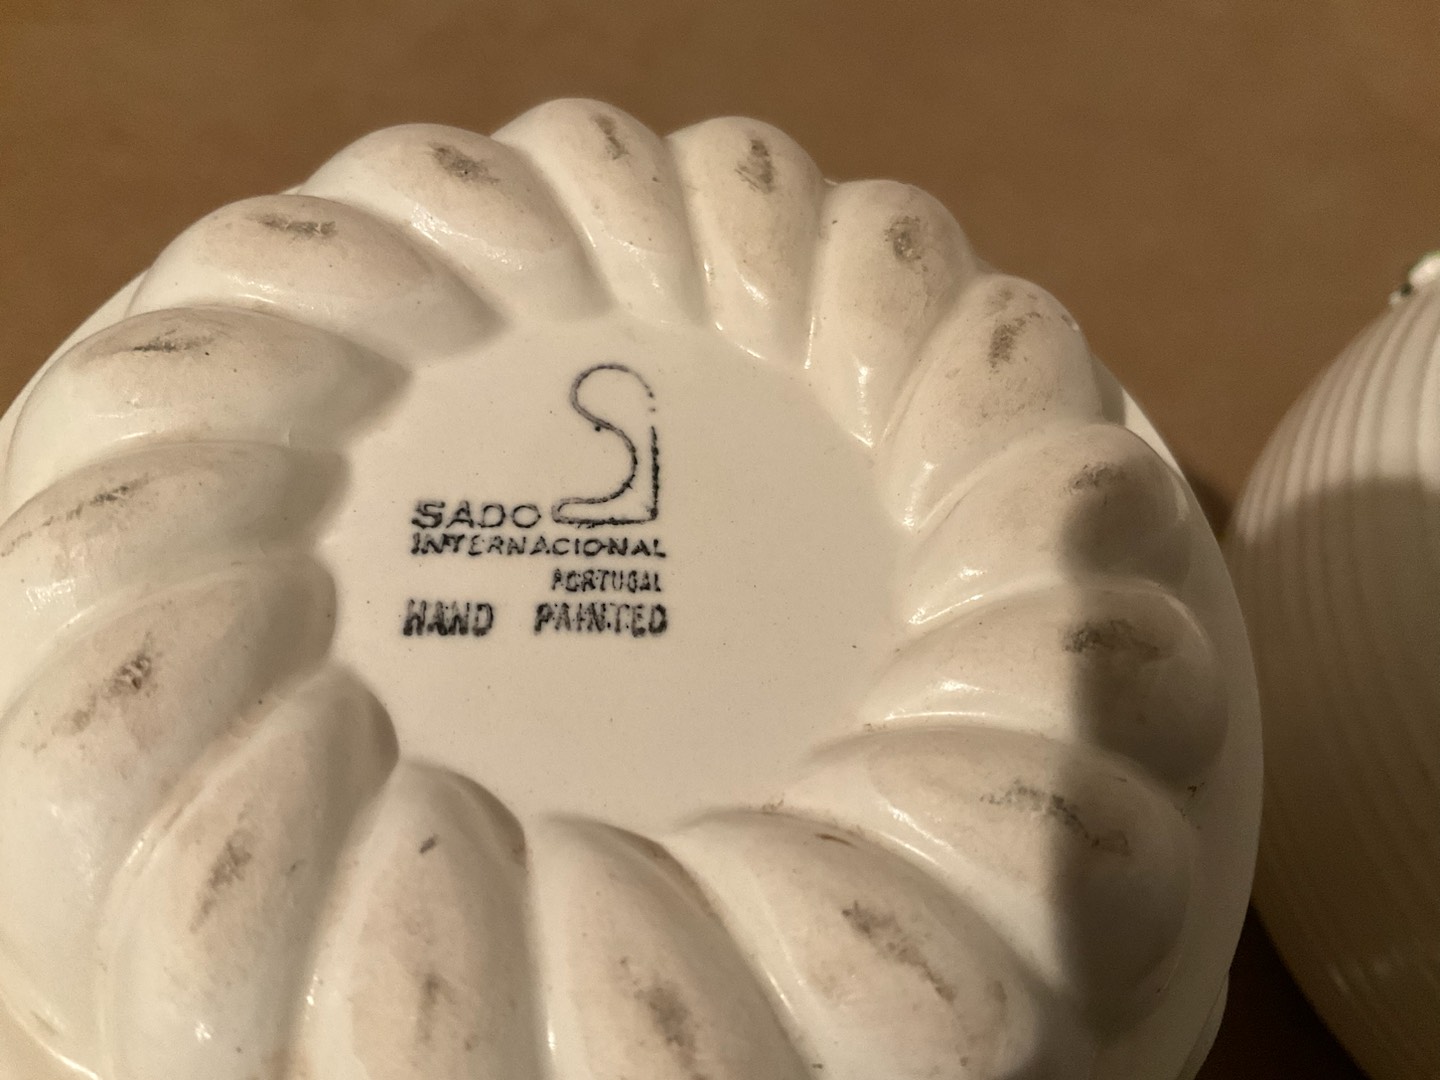 SADO
INTERNACIONAL
PORTUGAL
HAND PAINTED